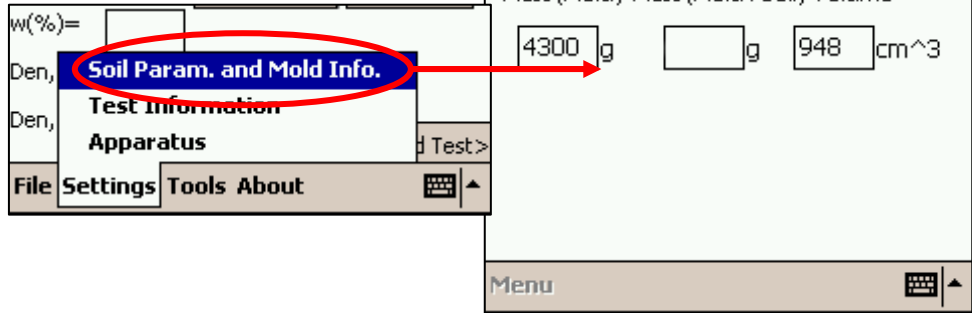 w(%)=
Den,
Soil Param. and Mold Info.
Test Information
Den,
Apparatus
Test>
File Settings Tools About
4300 g
g
948 cm^3
Menu